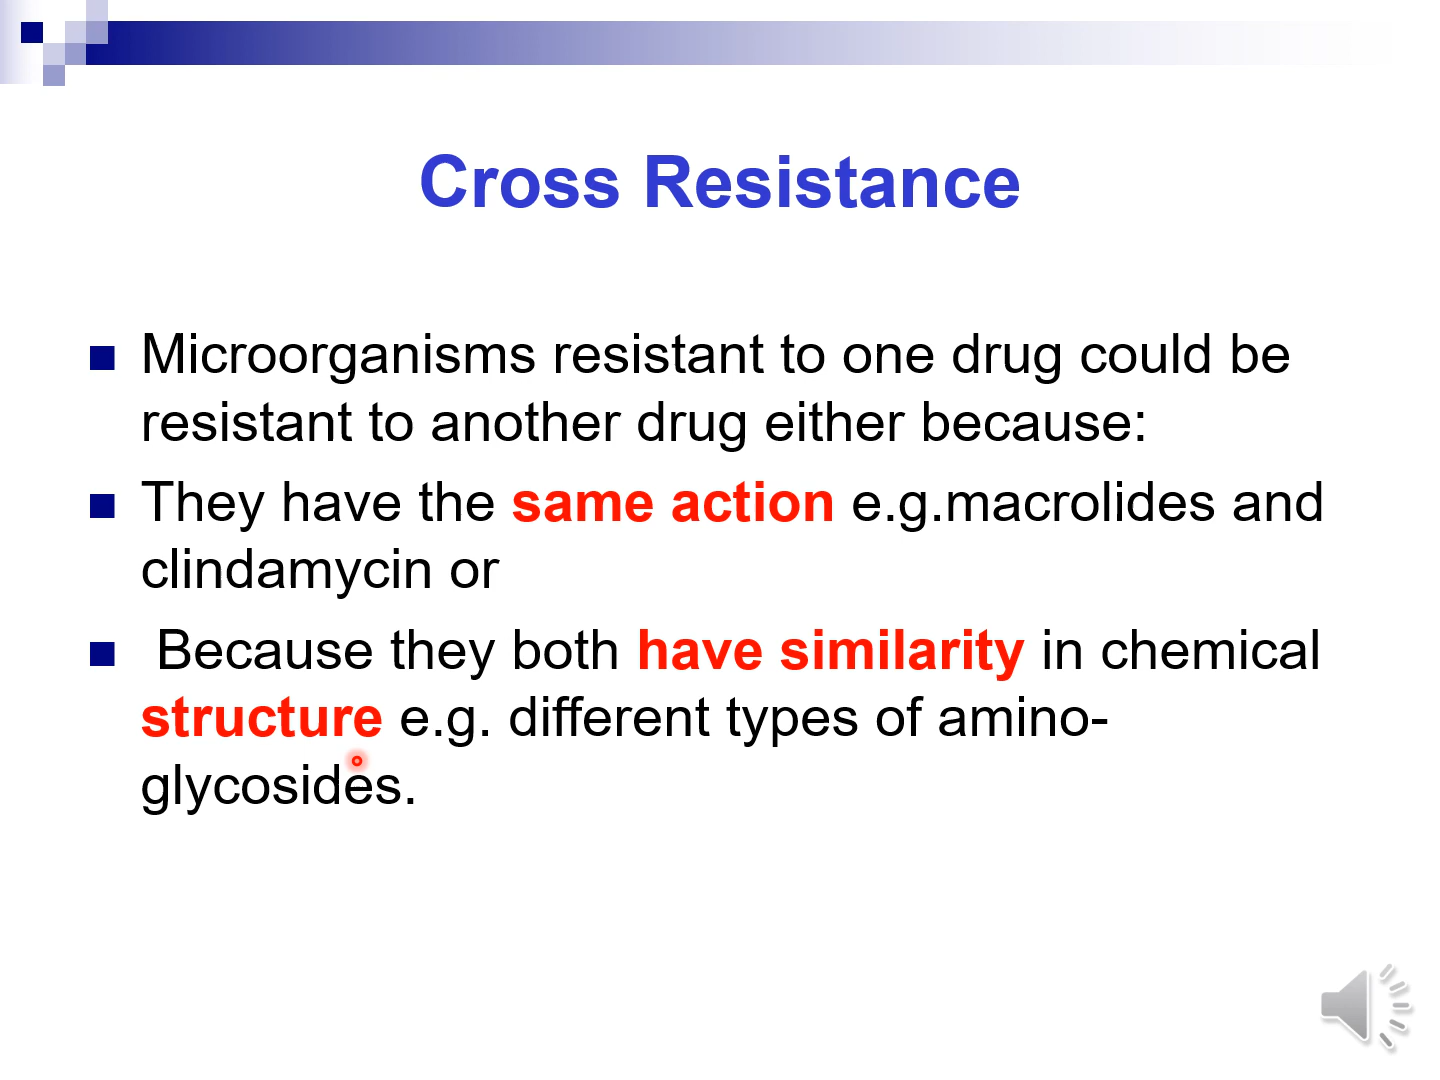 Cross Resistance
Microorganisms resistant to one drug could be
resistant to another drug either because:
They have the same action e.g.macrolides and
clindamycin or
Because they both have similarity in chemical
structure e.g. different types of amino-
glycosides.